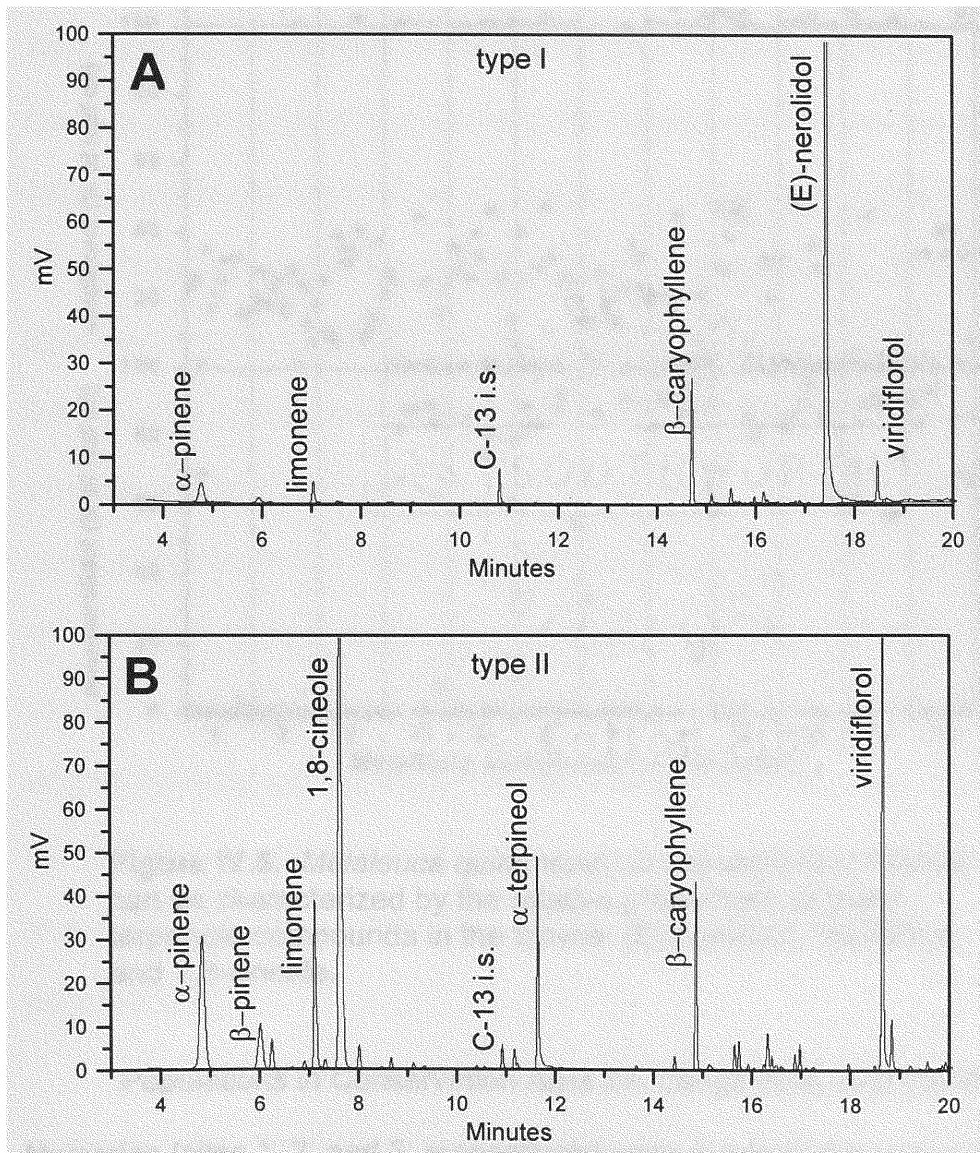 A
type I
mV
100
90
80
70
60
50
40
30
20
10
0
α–pinene
limonene
C-13 i.s.
β–caryophyllene
(E)-nerolidol
viridiflorol
4 6 8 10 12 14 16 18 20
Minutes
B
type II
mV
100
90
80
70
60
50
40
30
20
10
0
α–pinene
β–pinene
limonene
1,8-cineole
C-13 i.s.
α–terpineol
β–caryophyllene
viridiflorol
4 6 8 10 12 14 16 18 20
Minutes